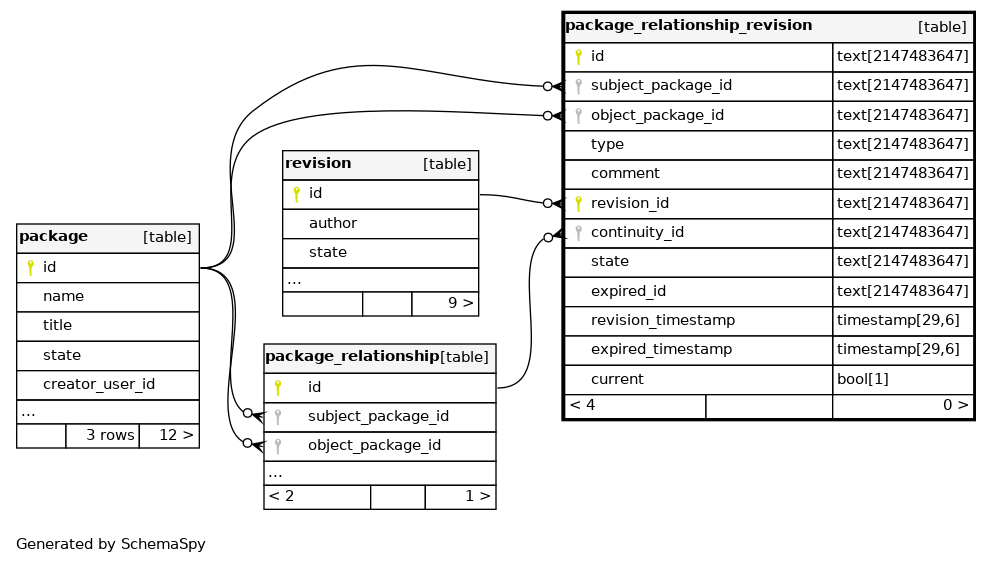 package_relationship_revision [table]
id text[2147483647]
subject_package_id text[2147483647]
object_package_id text[2147483647]
type text[2147483647]
comment text[2147483647]
revision_id text[2147483647]
continuity_id text[2147483647]
state text[2147483647]
expired_id text[2147483647]
revision_timestamp timestamp[29,6]
expired_timestamp timestamp[29,6]
current bool[1]
< 4 0 >
revision [table]
id
author
state
...
9 >
package [table]
id
name
title
state
creator_user_id
...
3 rows 12 >
package_relationship [table]
id
subject_package_id
object_package_id
...
< 2 1 >
Generated by SchemaSpy